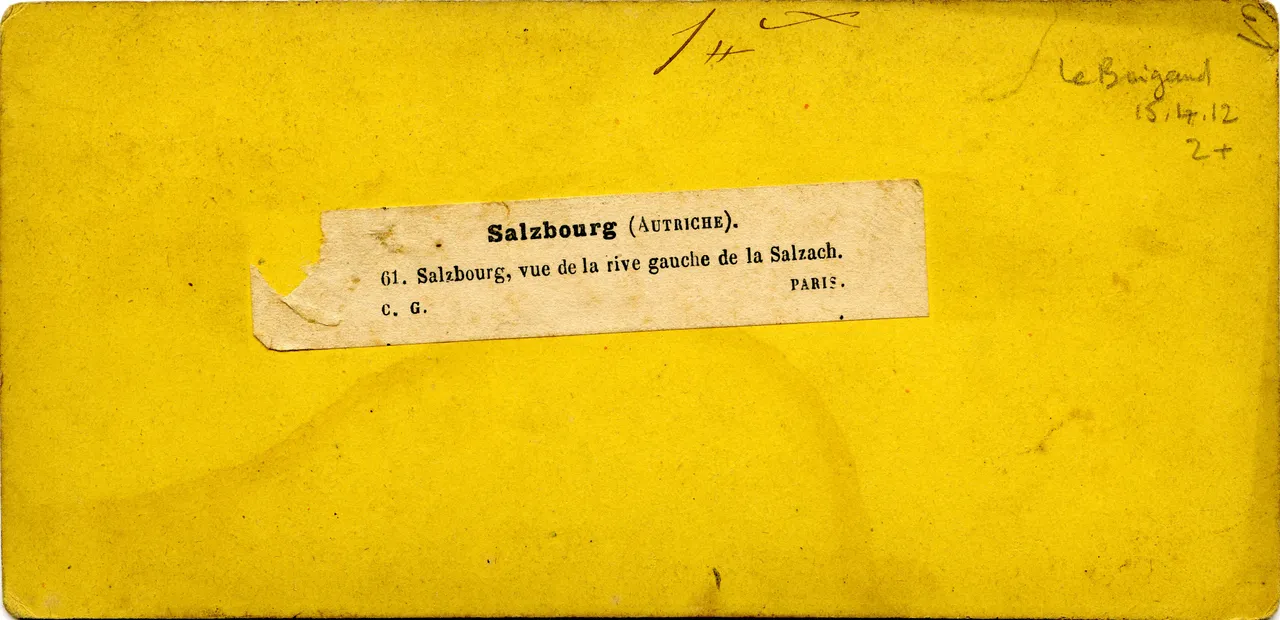 Le Brigand
15.4.12
2+
Salzbourg (AUTRICHE).
61. Salzbourg, vue de la rive gauche de la Salzach.
C. G.
PARIS.